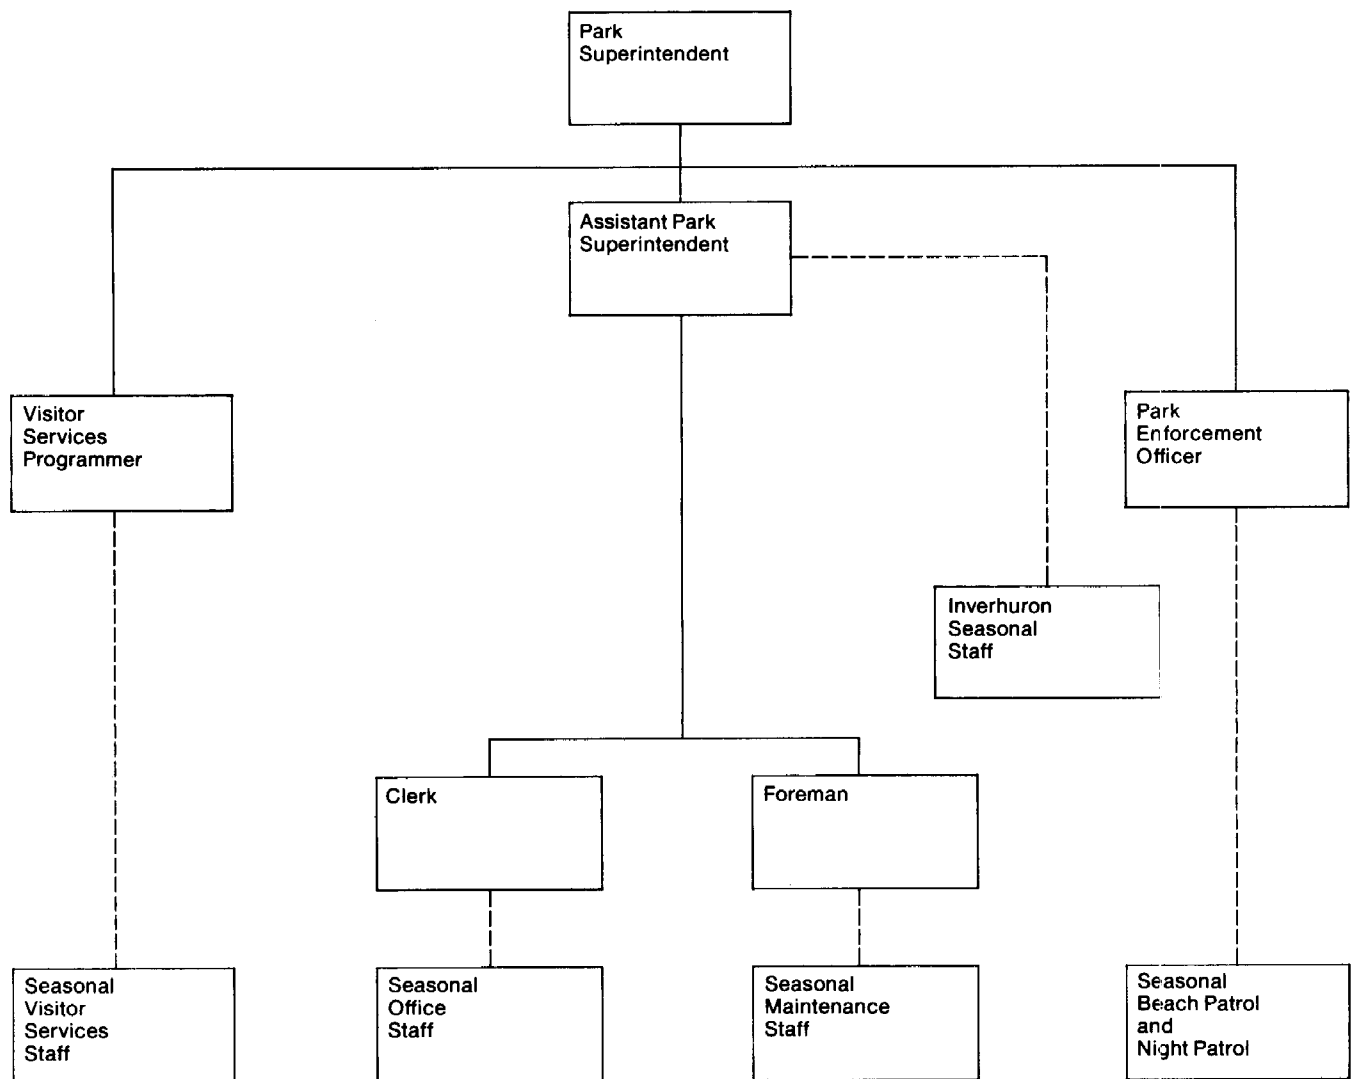 Park
Superintendent
Assistant Park
Superintendent
Visitor
Services
Programmer
Park
Enforcement
Officer
Inverhuron
Seasonal
Staff
Clerk
Foreman
Seasonal
Visitor
Services
Staff
Seasonal
Office
Staff
Seasonal
Maintenance
Staff
Seasonal
Beach Patrol
and
Night Patrol